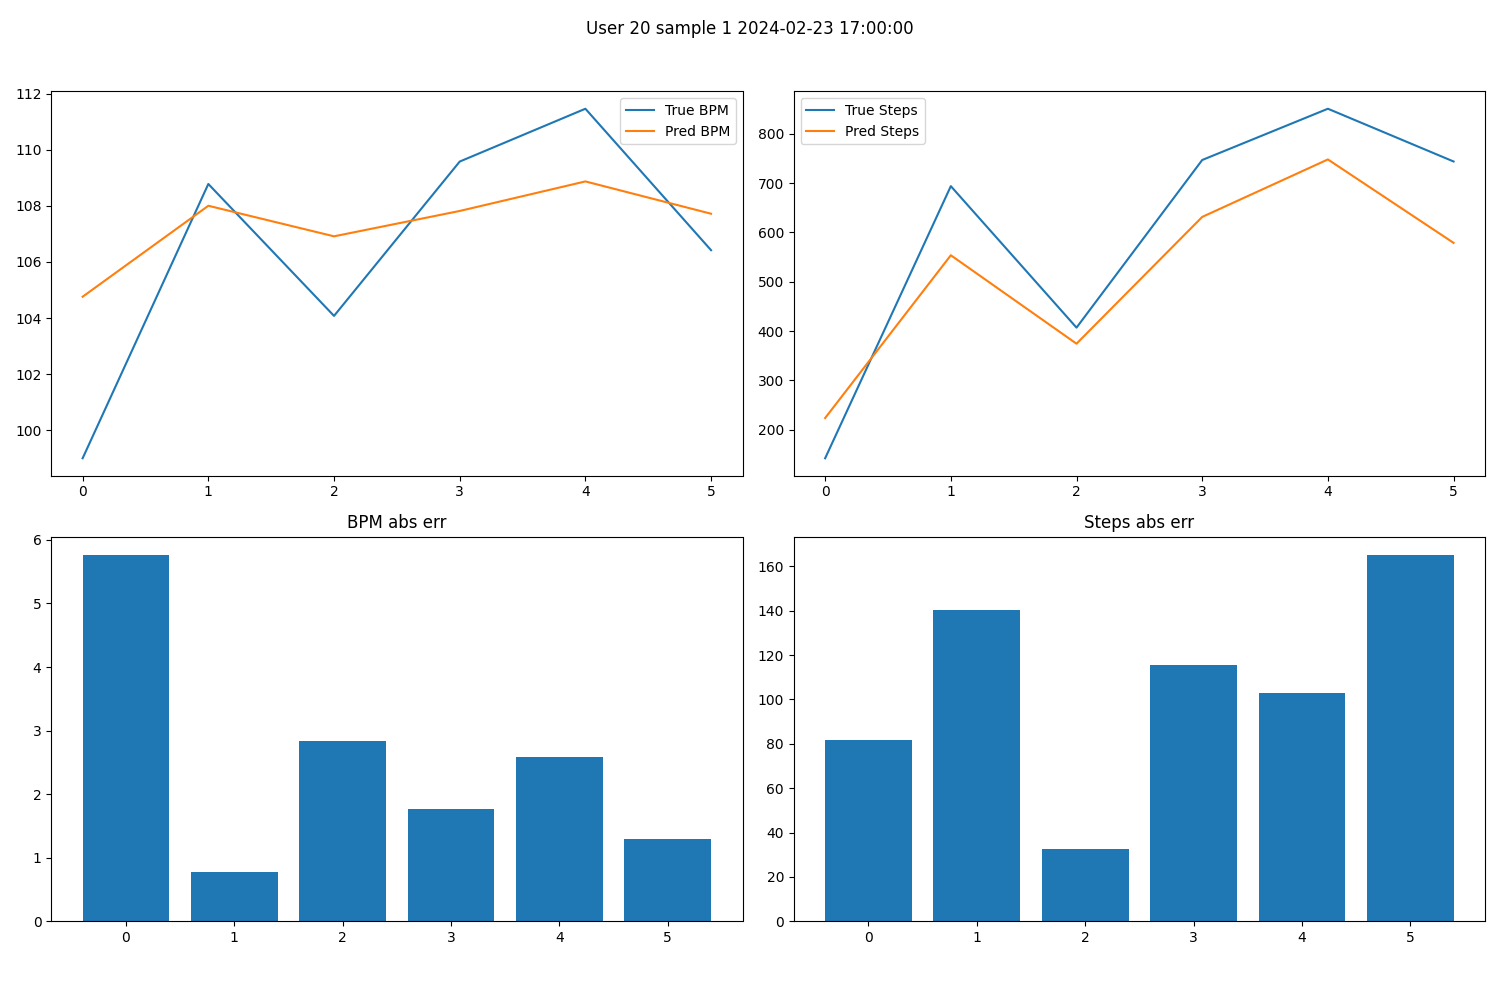 User 20 sample 1 2024-02-23 17:00:00
112
110
108
106
104
102
100
0 1 2 3 4 5
True BPM
Pred BPM
800
700
600
500
400
300
200
0 1 2 3 4 5
True Steps
Pred Steps
BPM abs err
6
5
4
3
2
1
0
0 1 2 3 4 5
Steps abs err
160
140
120
100
80
60
40
20
0
0 1 2 3 4 5